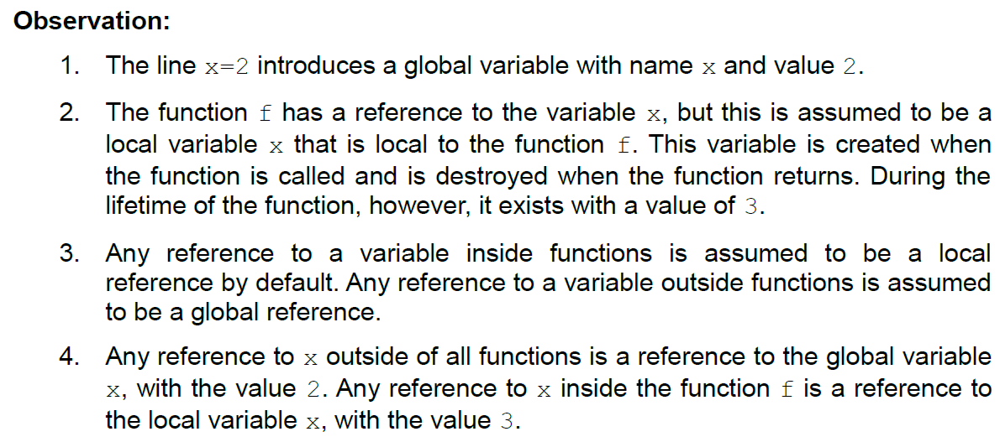 Observation:
1. The line x=2 introduces a global variable with name x and value 2.
2. The function f has a reference to the variable x, but this is assumed to be a
local variable x that is local to the function f. This variable is created when
the function is called and is destroyed when the function returns. During the
lifetime of the function, however, it exists with a value of 3.
3. Any reference to a variable inside functions is assumed to be a local
reference by default. Any reference to a variable outside functions is assumed
to be a global reference.
4. Any reference to x outside of all functions is a reference to the global variable
x, with the value 2. Any reference to x inside the function f is a reference to
the local variable x, with the value 3.